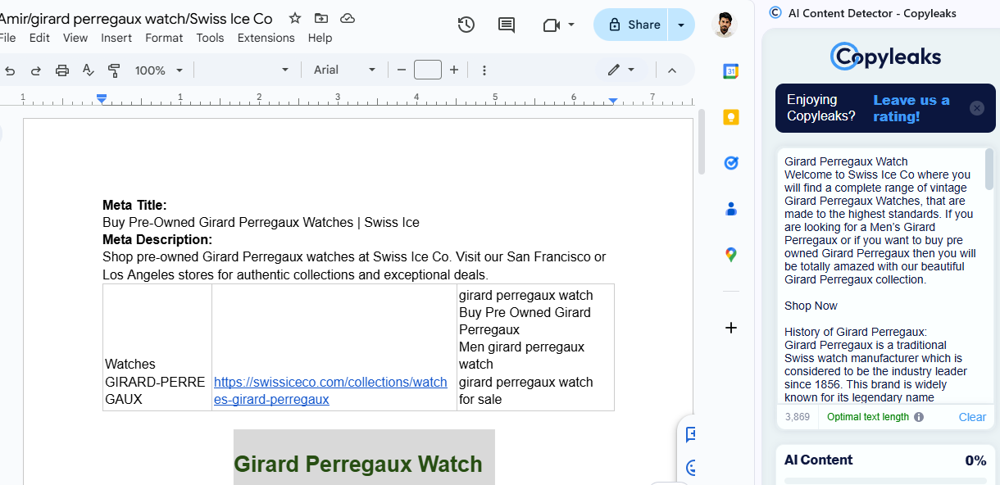 Amir/girard perregaux watch/Swiss Ice Co
File Edit View Insert Format Tools Extensions Help
Share
100%
Arial
1 1 2 3 4 5 6 7
Meta Title:
Buy Pre-Owned Girard Perregaux Watches | Swiss Ice
Meta Description:
Shop pre-owned Girard Perregaux watches at Swiss Ice Co. Visit our San Francisco or
Los Angeles stores for authentic collections and exceptional deals.
Watches
GIRARD-PERRE
GAUX
https://swissiceco.com/collections/watch
es-girard-perregaux
girard perregaux watch
Buy Pre Owned Girard
Perregaux
Men girard perregaux
watch
girard perregaux watch
for sale
Girard Perregaux Watch
31
AI Content Detector - Copyleaks
Copyleaks
Enjoying
Copyleaks?
Leave us a
rating!
Girard Perregaux Watch
Welcome to Swiss Ice Co where you
will find a complete range of vintage
Girard Perregaux Watches, that are
made to the highest standards. If you
are looking for a Men’s Girard
Perregaux or if you want to buy pre
owned Girard Perregaux then you will
be totally amazed with our beautiful
Girard Perregaux collection.
Shop Now
History of Girard Perregaux:
Girard Perregaux is a traditional
Swiss watch manufacturer which is
considered to be the industry leader
since 1856. This brand is widely
known for its legendary name
3,869
Optimal text length
Clear
AI Content
0%